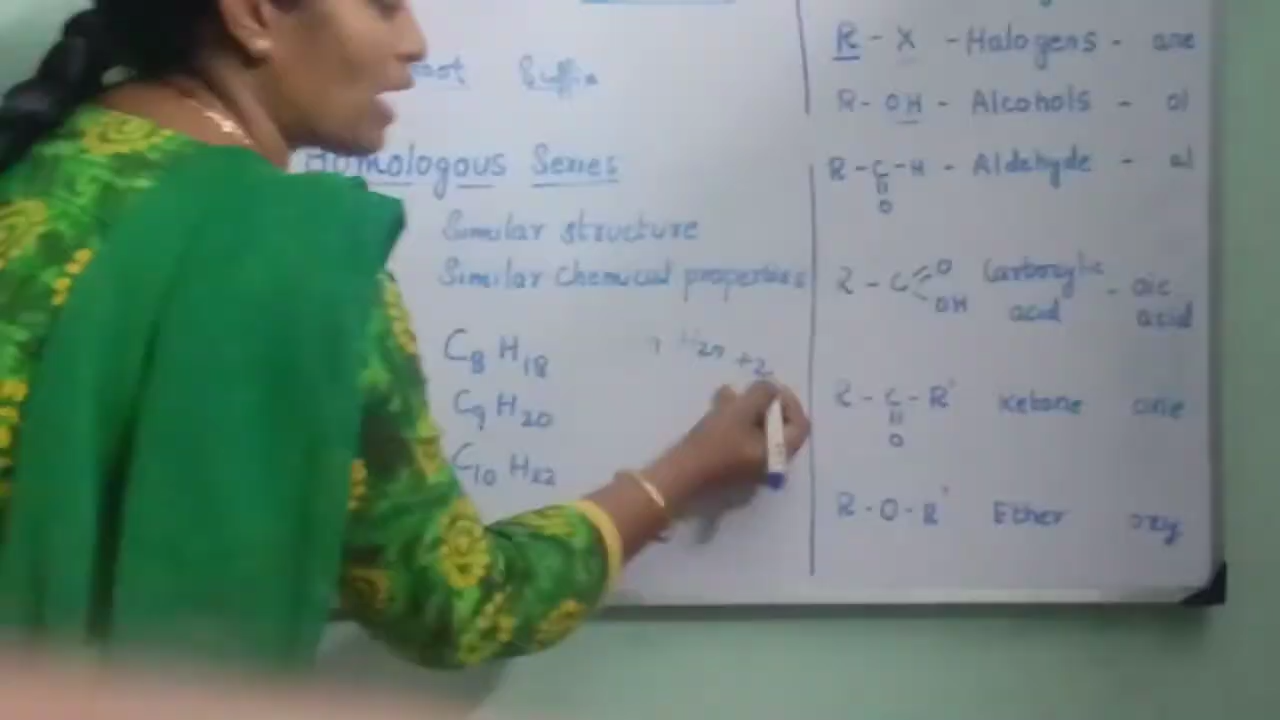 Suffix
Homologous Series
Similar structure
Similar chemical properties
C8 H18
C9 H20
C10 H22
H2n +2
R - X - Halogens - ane
R - OH - Alcohols - ol
R - C - H - Aldehyde - al
O
R - C O Carboxylic - oic
OH acid acid
R - C - R' Ketone one
O
R - O - R' Ether oxy